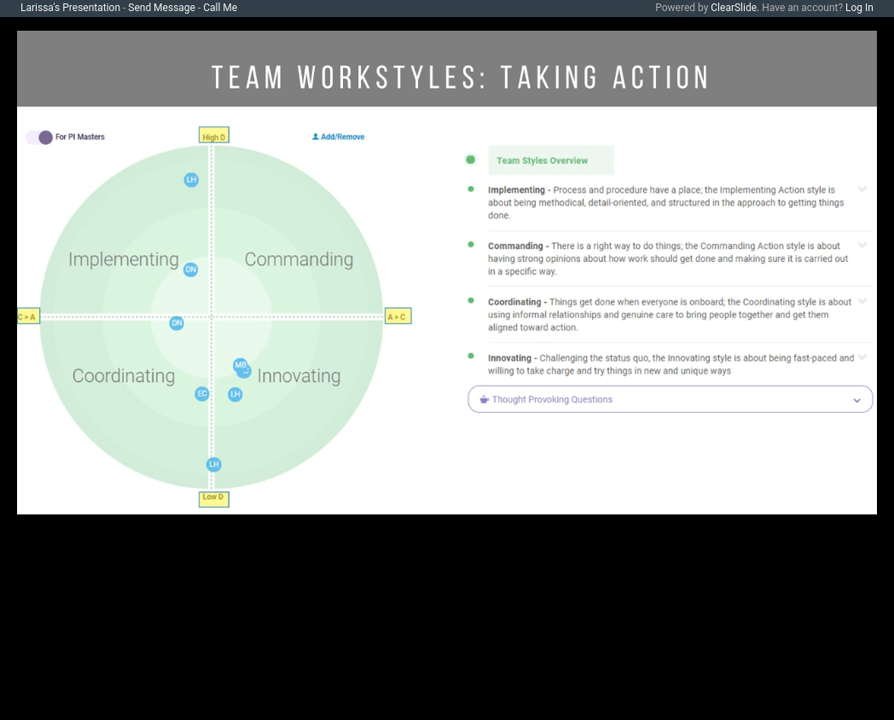 Larissa's Presentation - Send Message - Call Me
Powered by ClearSlide. Have an account? Log In
TEAM WORKSTYLES: TAKING ACTION
For PI Masters
High D
Add/Remove
LH
Implementing
Commanding
DN
C > A
A > C
DN
MB
Coordinating
Innovating
EC
LH
LH
Low D
Team Styles Overview
Implementing - Process and procedure have a place; the Implementing Action style is
about being methodical, detail-oriented, and structured in the approach to getting things
done.
Commanding - There is a right way to do things; the Commanding Action style is about
having strong opinions about how work should get done and making sure it is carried out
in a specific way.
Coordinating - Things get done when everyone is onboard; the Coordinating style is about
using informal relationships and genuine care to bring people together and get them
aligned toward action.
Innovating - Challenging the status quo, the Innovating style is about being fast-paced and
willing to take charge and try things in new and unique ways
Thought Provoking Questions